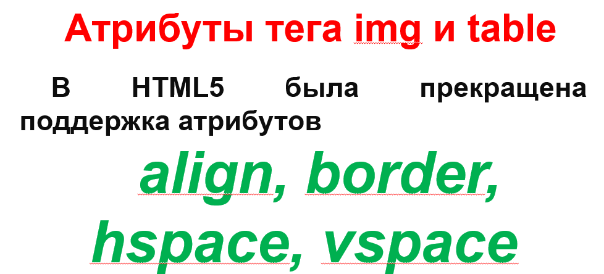 Атрибуты тега img и table
В HTML5 была прекращена
поддержка атрибутов
align, border,
hspace, vspace